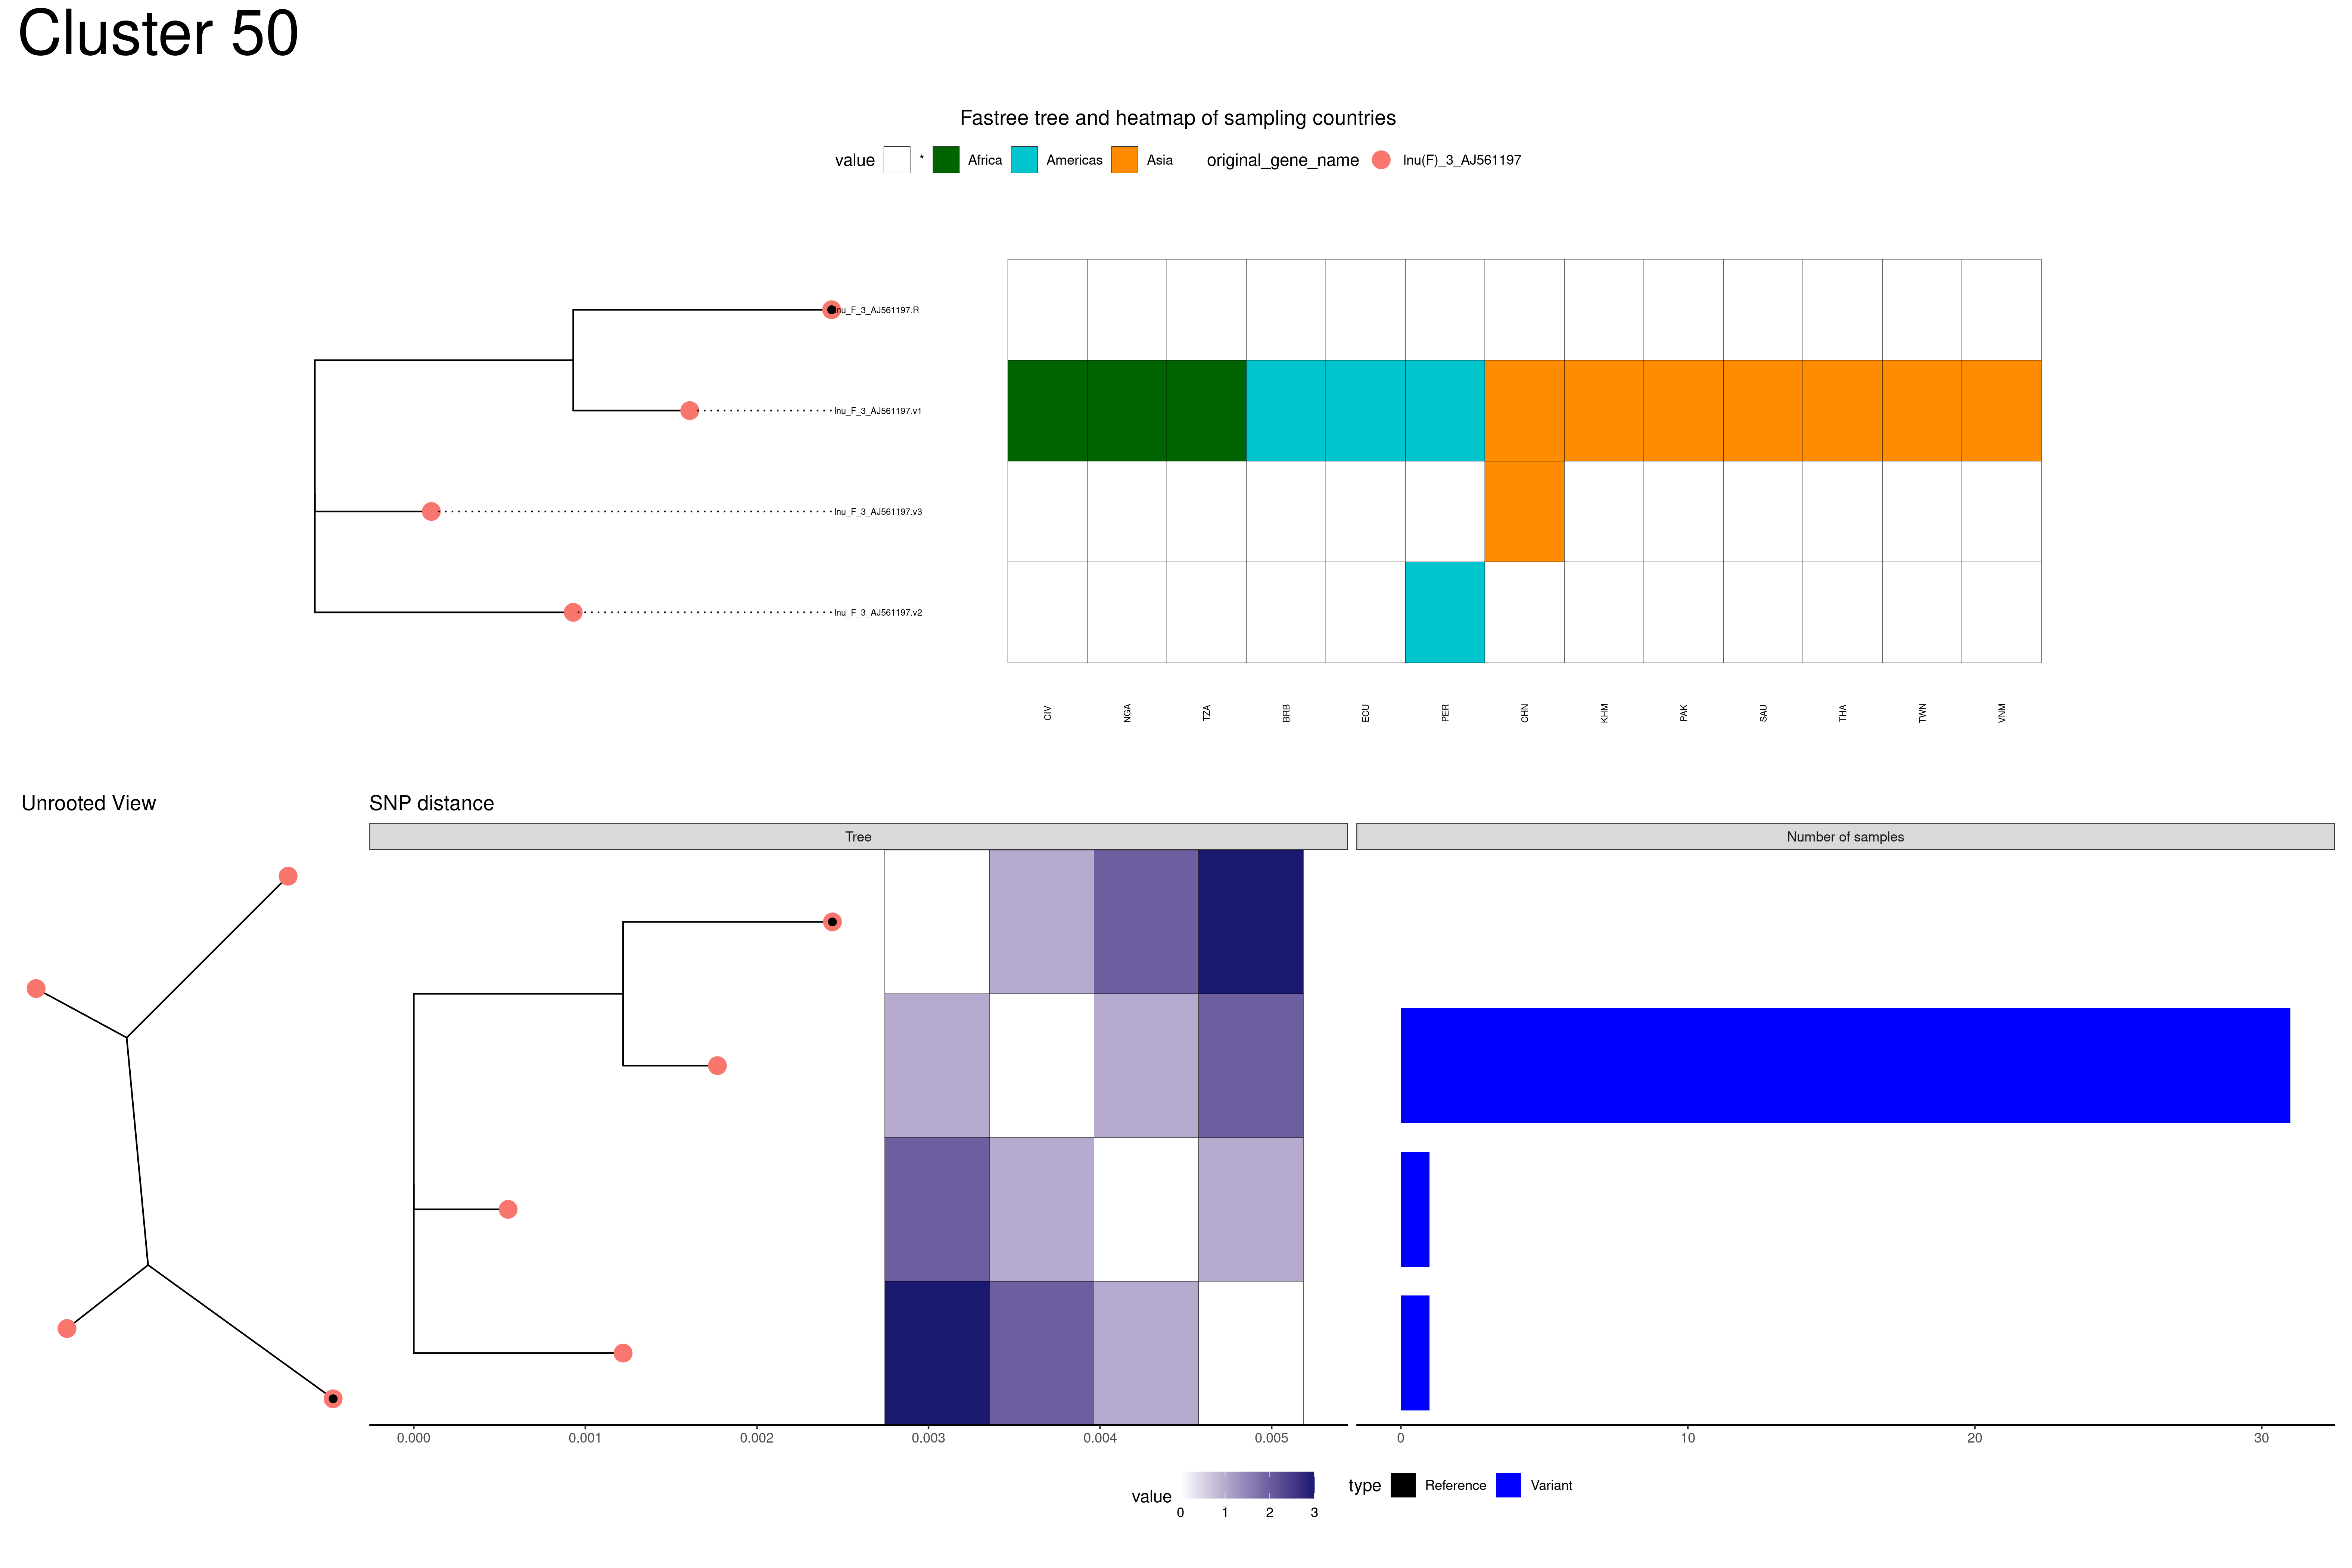 Cluster 50
Fastree tree and heatmap of sampling countries
value * Africa Americas Asia original_gene_name lnu(F)_3_AJ561197
lnu_F_3_AJ561197.R
lnu_F_3_AJ561197.v1
lnu_F_3_AJ561197.v3
lnu_F_3_AJ561197.v2
CIV NGA TZA BRB ECU PER CHN KHM PAK SAU THA TWN VNM
Unrooted View
SNP distance
Tree
Number of samples
0.000 0.001 0.002 0.003 0.004 0.005
0 10 20 30
value
0 1 2 3
type Reference Variant